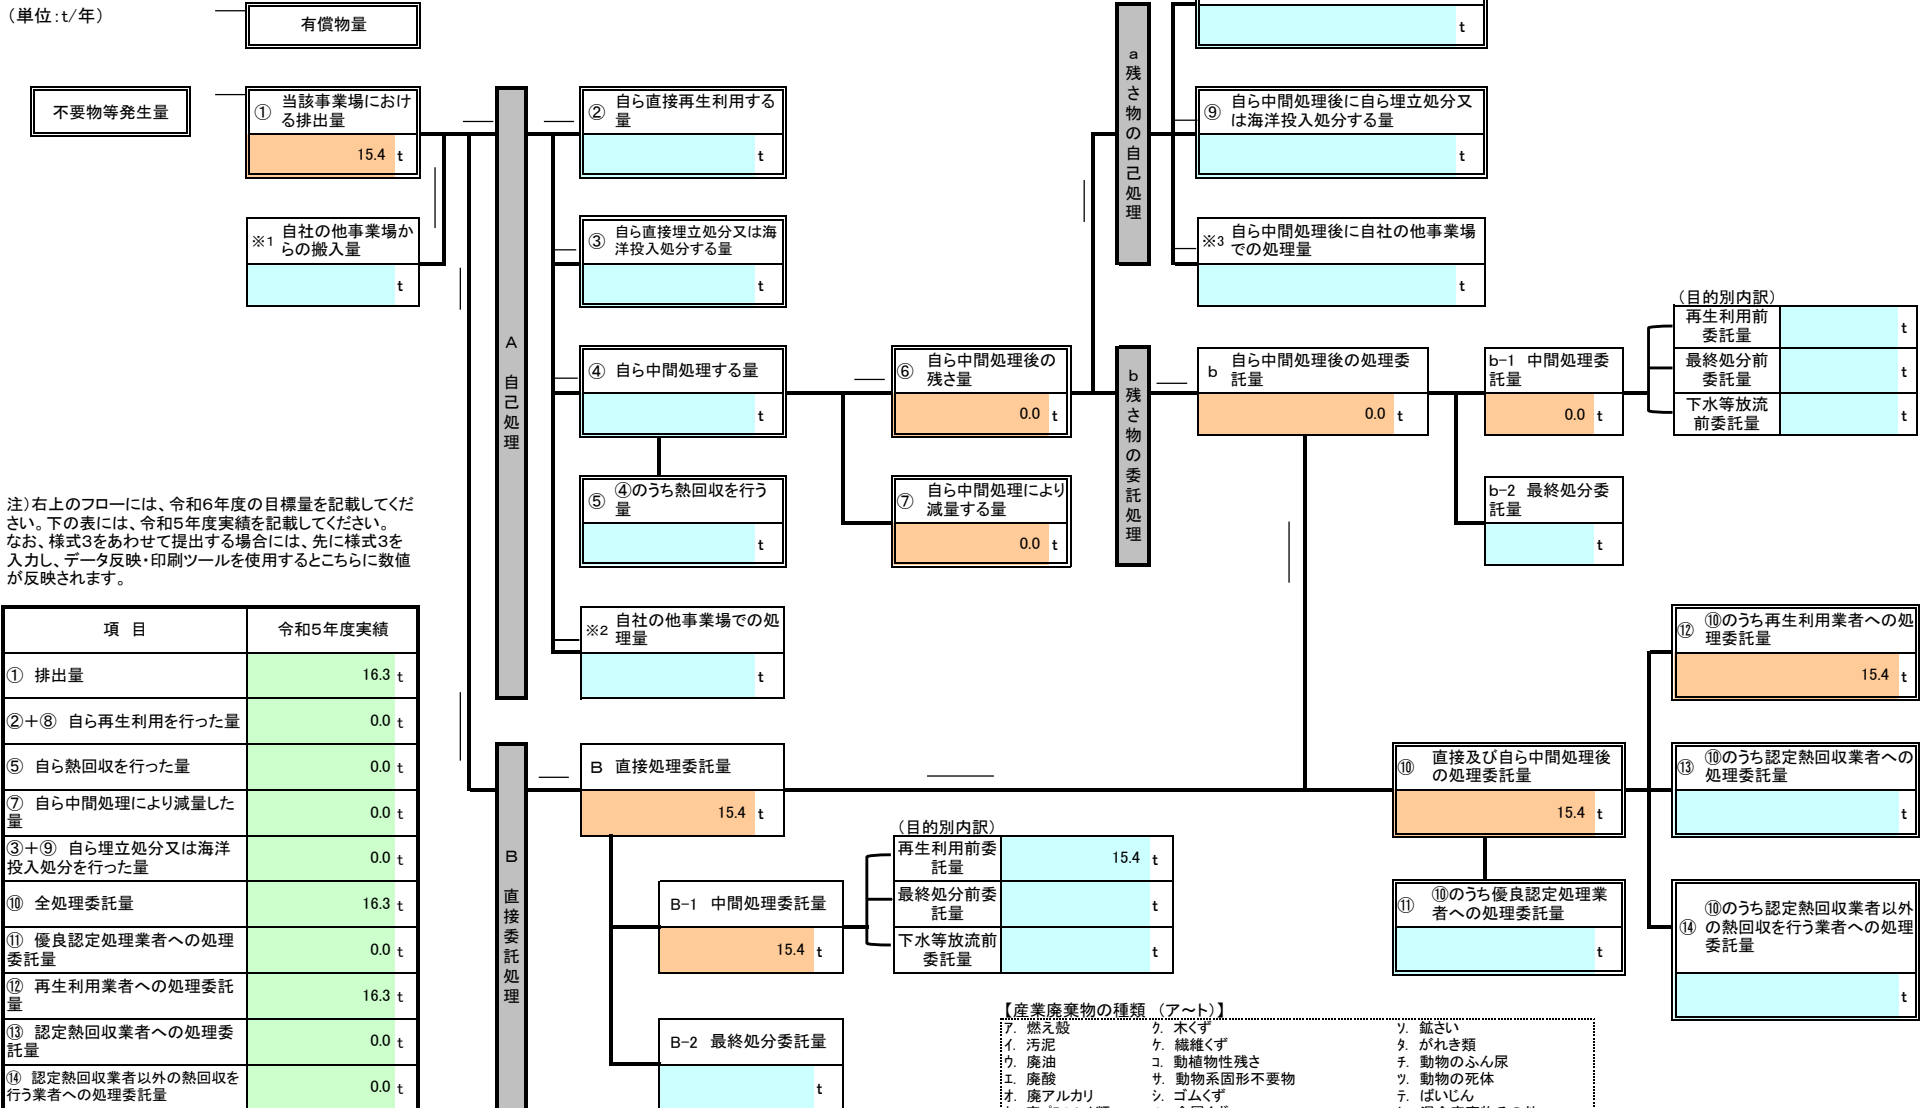 （単位：t/年）
有償物量
t
不要物等発生量
① 当該事業場におけ
る排出量
15.4 t
※1 自社の他事業場か
らの搬入量
t
A 自己処理
② 自ら直接再生利用する
量
t
③ 自ら直接埋立処分又は海
洋投入処分する量
t
④ 自ら中間処理する量
t
⑤ ④のうち熱回収を行う
量
t
※2 自社の他事業場での処
理量
t
⑥ 自ら中間処理後の
残さ量
0.0 t
⑦ 自ら中間処理により
減量する量
0.0 t
a 残さ物の自己処理
⑨ 自ら中間処理後に自ら埋立処分又
は海洋投入処分する量
t
※3 自ら中間処理後に自社の他事業場
での処理量
t
b 残さ物の委託処理
b 自ら中間処理後の処理委
託量
0.0 t
b-1 中間処理委
託量
0.0 t
b-2 最終処分委
託量
t
（目的別内訳）
再生利用前
委託量
t
最終処分前
委託量
t
下水等放流
前委託量
t
注）右上のフローには、令和６年度の目標量を記載してくだ
さい。下の表には、令和５年度実績を記載してください。
なお、様式３をあわせて提出する場合には、先に様式３を
入力し、データ反映・印刷ツールを使用するとこちらに数値
が反映されます。
項 目 令和５年度実績
① 排出量 16.3 t
②＋⑧ 自ら再生利用を行った量 0.0 t
⑤ 自ら熱回収を行った量 0.0 t
⑦ 自ら中間処理により減量した
量 0.0 t
③＋⑨ 自ら埋立処分又は海洋
投入処分を行った量 0.0 t
⑩ 全処理委託量 16.3 t
⑪ 優良認定処理業者への処理
委託量 0.0 t
⑫ 再生利用業者への処理委託
量 16.3 t
⑬ 認定熱回収業者への処理委
託量 0.0 t
⑭ 認定熱回収業者以外の熱回収を
行う業者への処理委託量 0.0 t
B 直接委託処理
B 直接処理委託量
15.4 t
B-1 中間処理委託量
15.4 t
B-2 最終処分委託量
t
（目的別内訳）
再生利用前委
託量
15.4 t
最終処分前委
託量
t
下水等放流前
委託量
t
⑩ 直接及び自ら中間処理後
の処理委託量
15.4 t
⑪ ⑩のうち優良認定処理業
者への処理委託量
t
⑫ ⑩のうち再生利用業者への処
理委託量
15.4 t
⑬ ⑩のうち認定熱回収業者への
処理委託量
t
⑭ ⑩のうち認定熱回収業者以外
の熱回収を行う業者への処理
委託量
t
【産業廃棄物の種類 （ア～ト）】
ア. 燃え殻 ク. 木くず ソ. 鉱さい
イ. 汚泥 ケ. 繊維くず タ. がれき類
ウ. 廃油 コ. 動植物性残さ チ. 動物のふん尿
エ. 廃酸 サ. 動物系固形不要物 ツ. 動物の死体
オ. 廃アルカリ シ. ゴムくず テ. ばいじん